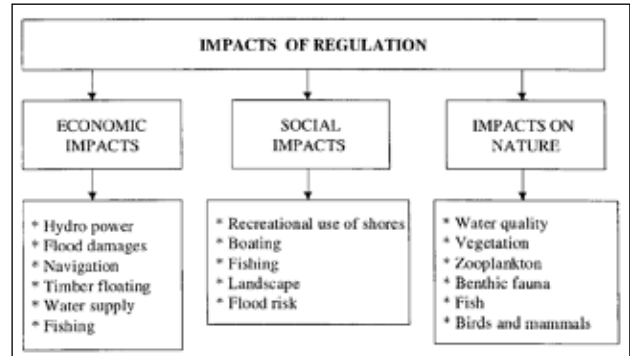 IMPACTS OF REGULATION
ECONOMIC
IMPACTS
SOCIAL
IMPACTS
IMPACTS ON
NATURE
* Hydro power
* Flood damages
* Navigation
* Timber floating
* Water supply
* Fishing
* Recreational use of shores
* Boating
* Fishing
* Landscape
* Flood risk
* Water quality
* Vegetation
* Zooplankton
* Benthic fauna
* Fish
* Birds and mammals